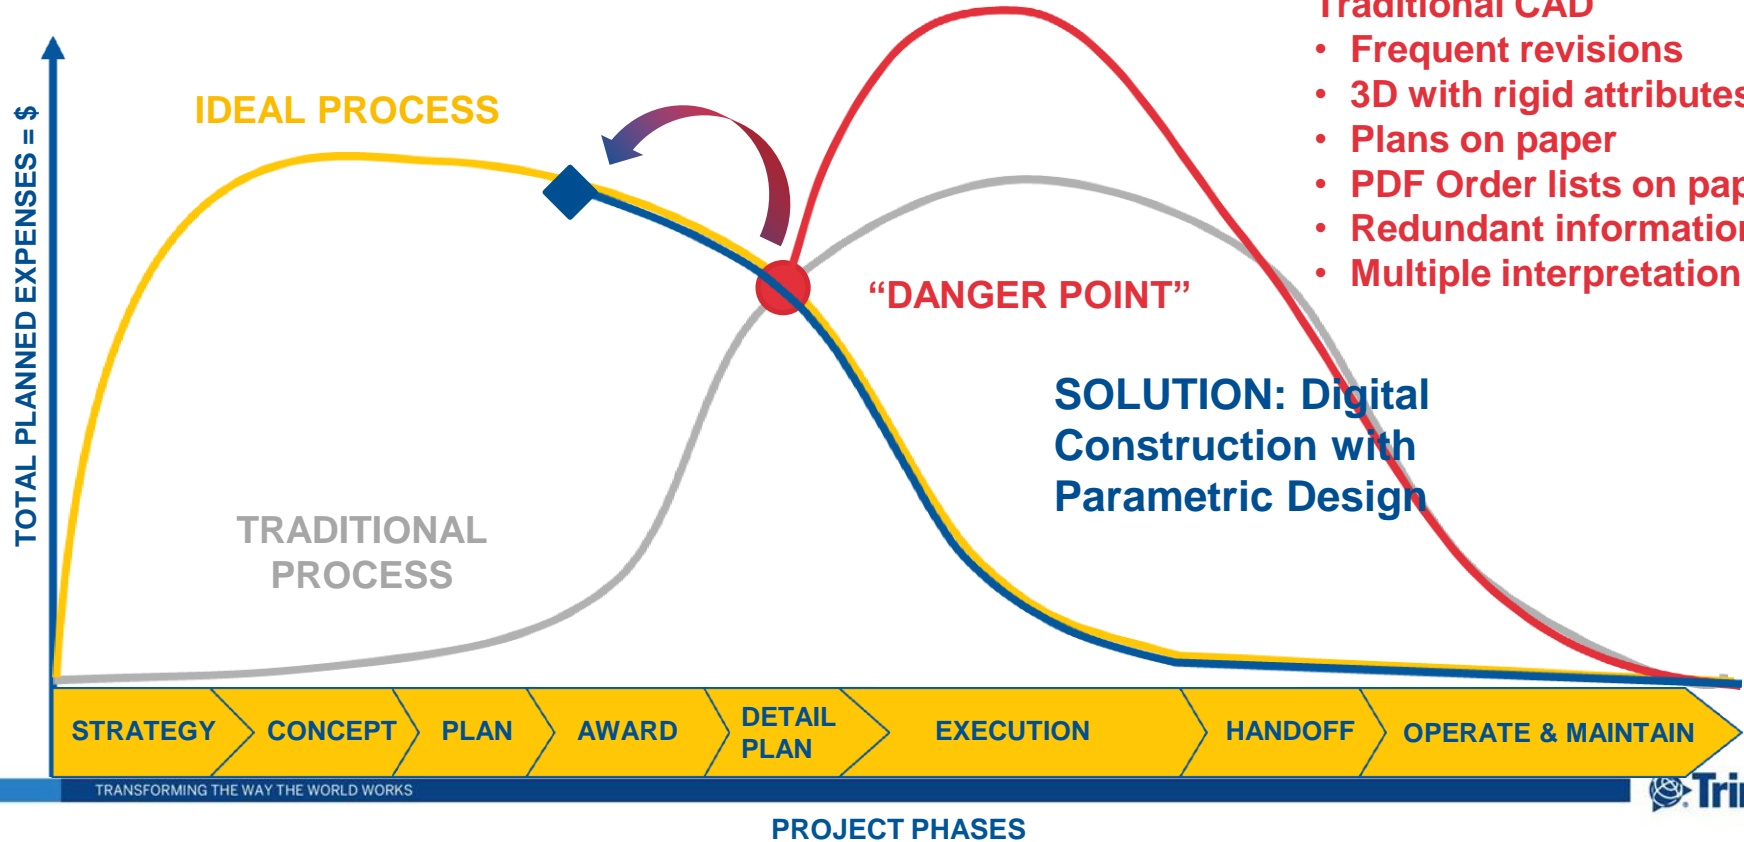 Traditional CAD
• Frequent revisions
• 3D with rigid attributes
• Plans on paper
• PDF Order lists on pap
• Redundant information
• Multiple interpretation
IDEAL PROCESS
TOTAL PLANNED EXPENSES = $
“DANGER POINT”
SOLUTION: Digital
Construction with
Parametric Design
TRADITIONAL
PROCESS
STRATEGY
CONCEPT
PLAN
AWARD
DETAIL
PLAN
EXECUTION
HANDOFF
OPERATE & MAINTAIN
TRANSFORMING THE WAY THE WORLD WORKS
PROJECT PHASES